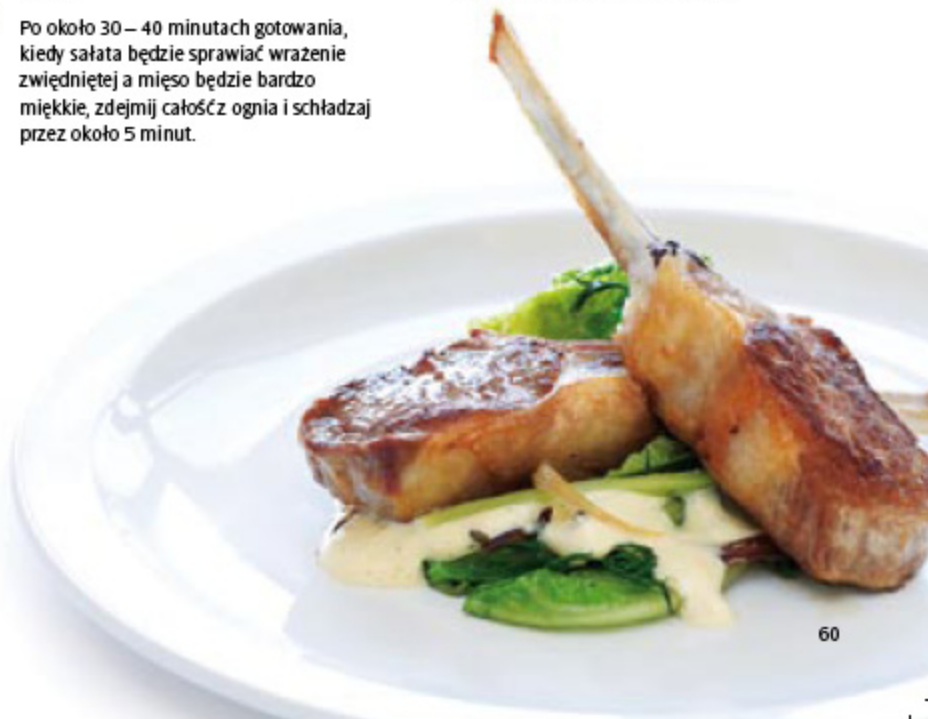 Po około 30 – 40 minutach gotowania,
kiedy sałata będzie sprawiać wrażenie
zwiędniętej a mięso będzie bardzo
miękkie, zdejmij całość z ognia i schładzaj
przez około 5 minut.
60